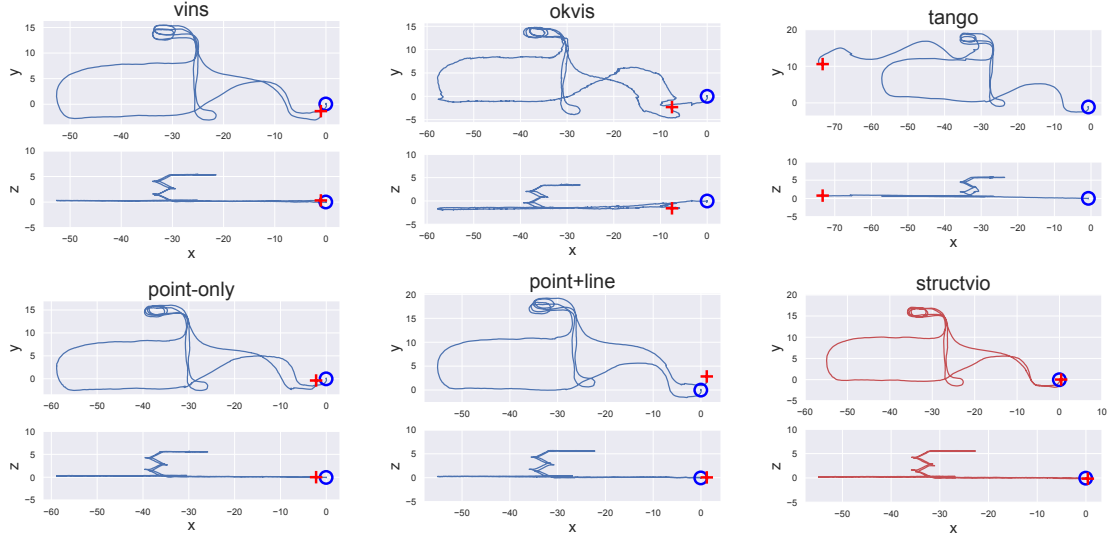 vins
15
10
5
0
y
−50 −40 −30 −20 −10 0
10
5
0
−5
z
−50 −40 −30 −20 −10 0
x
okvis
15
10
5
0
−5
y
−60 −50 −40 −30 −20 −10 0
10
5
0
−5
z
−60 −50 −40 −30 −20 −10 0
x
tango
20
10
0
y
−70 −60 −50 −40 −30 −20 −10 0
10
5
0
−5
z
−70 −60 −50 −40 −30 −20 −10 0
x
point-only
15
10
5
0
y
−60 −50 −40 −30 −20 −10 0
10
5
0
−5
z
−60 −50 −40 −30 −20 −10 0
x
point+line
20
15
10
5
0
y
−60 −50 −40 −30 −20 −10 0
10
5
0
−5
z
−60 −50 −40 −30 −20 −10 0
x
structvio
20
15
10
5
0
−5
y
−60 −50 −40 −30 −20 −10 0 10
10
5
0
−5
z
−50 −40 −30 −20 −10 0
x